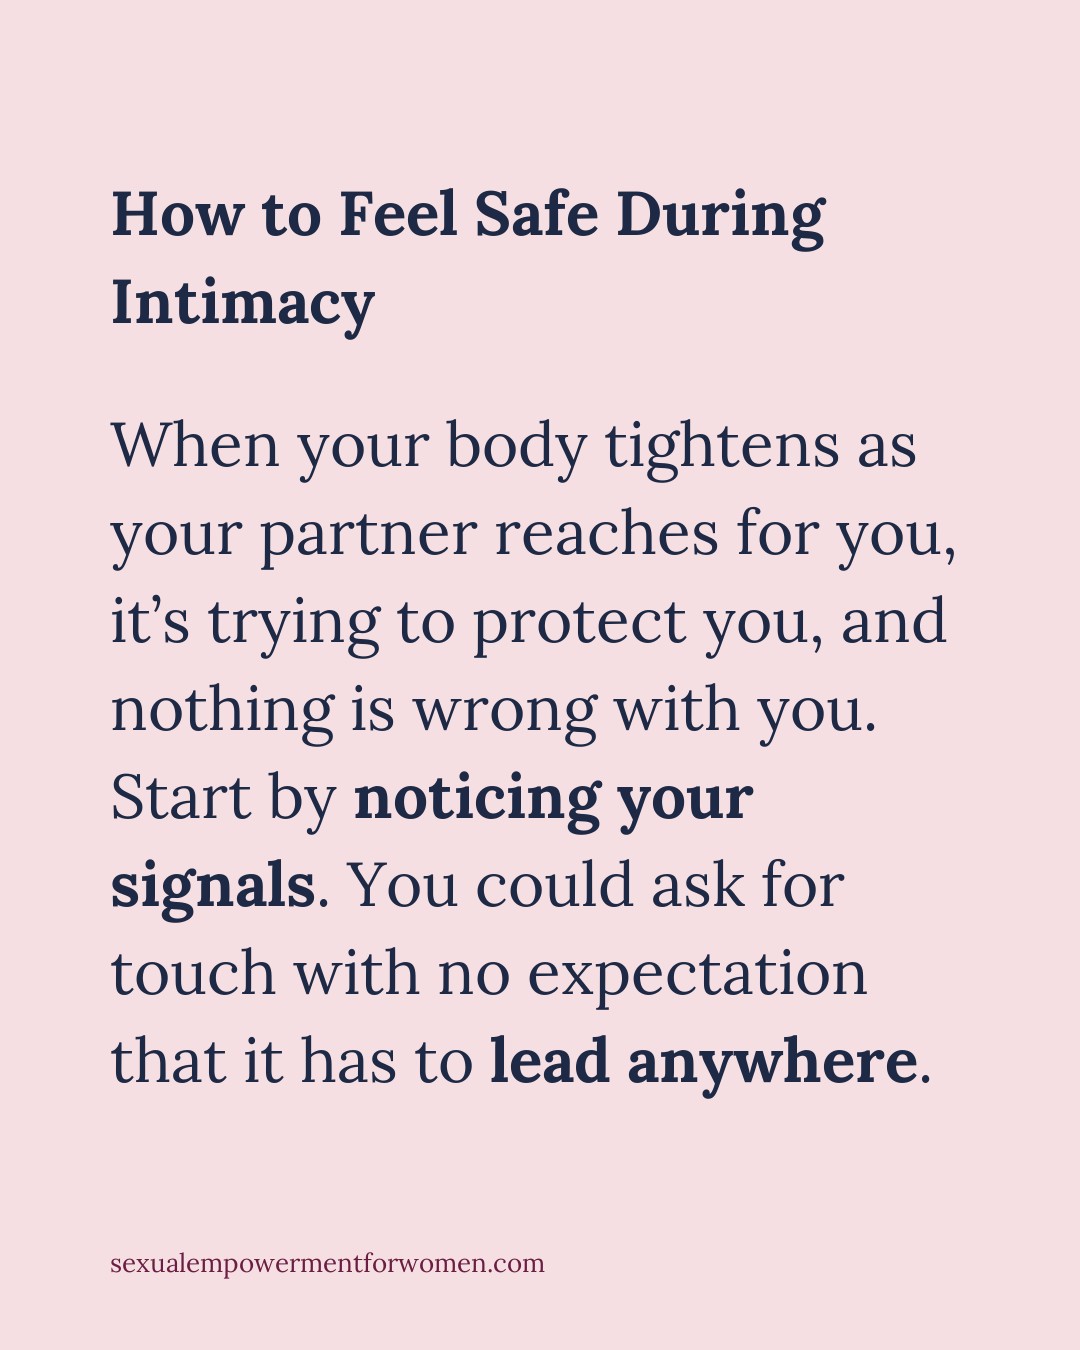 How to Feel Safe During
Intimacy
When your body tightens as
your partner reaches for you,
it’s trying to protect you, and
nothing is wrong with you.
Start by noticing your
signals. You could ask for
touch with no expectation
that it has to lead anywhere.
sexualempowermentforwomen.com